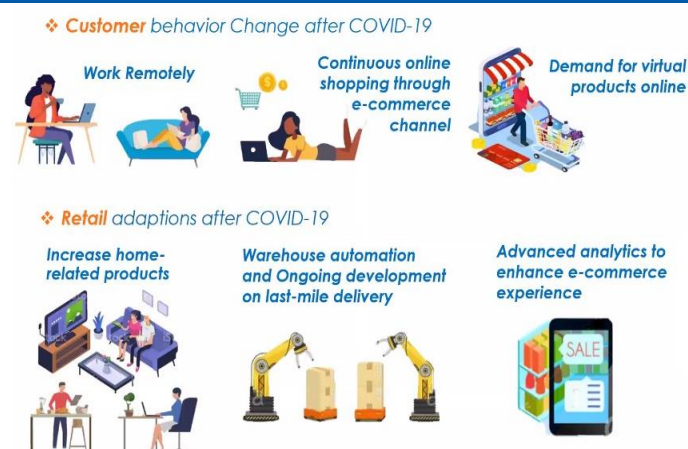 ❖ Customer behavior Change after COVID-19
Work Remotely
Continuous online
shopping through
e-commerce
channel
Demand for virtual
products online
❖ Retail adaptions after COVID-19
Increase home-
related products
Warehouse automation
and Ongoing development
on last-mile delivery
Advanced analytics to
enhance e-commerce
experience
SALE